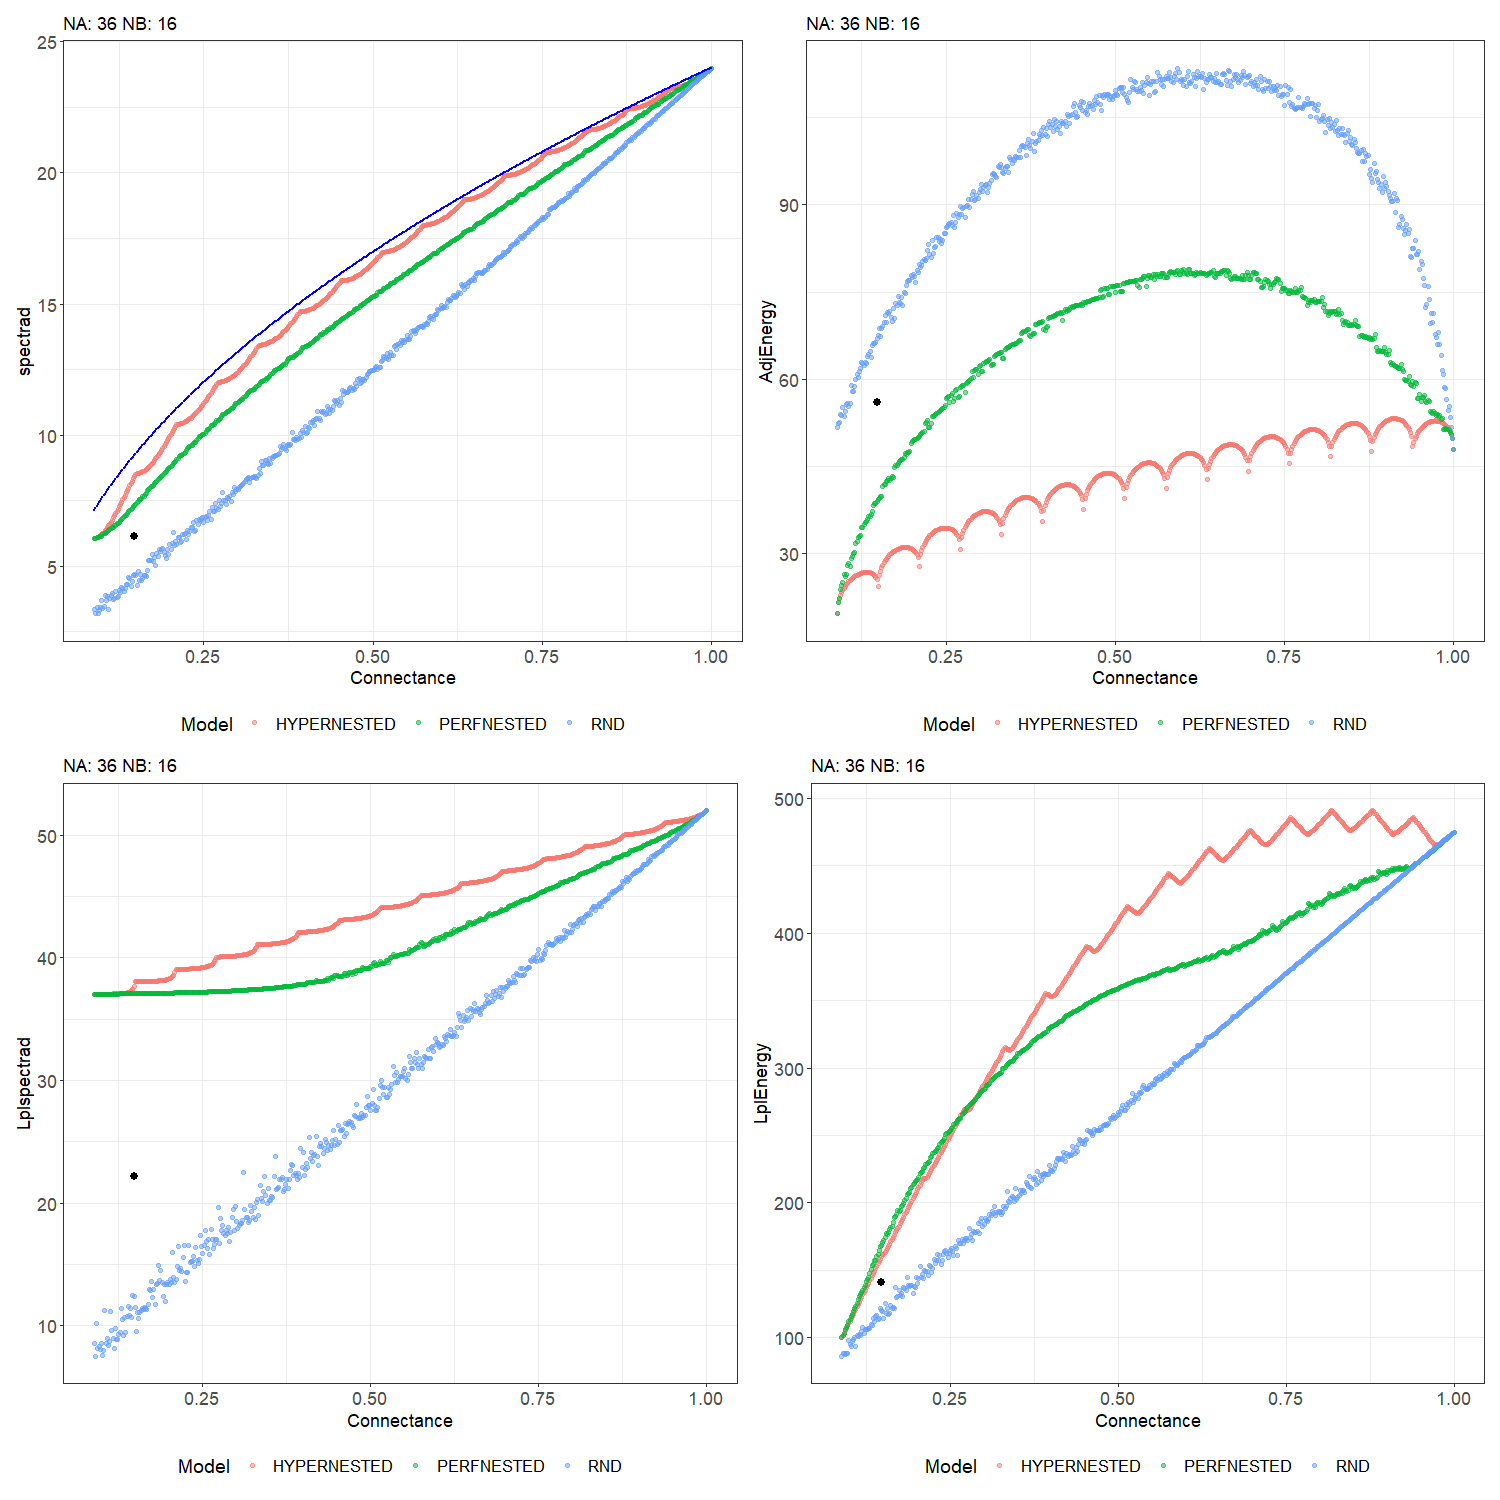 NA: 36 NB: 16
25
20
15
10
5
spectrad
0.25 0.50 0.75 1.00
Connectance
Model HYPERNESTED PERFNESTED RND
NA: 36 NB: 16
90
60
30
AdjEnergy
0.25 0.50 0.75 1.00
Connectance
Model HYPERNESTED PERFNESTED RND
NA: 36 NB: 16
50
40
30
20
10
Lplspectrad
0.25 0.50 0.75 1.00
Connectance
Model HYPERNESTED PERFNESTED RND
NA: 36 NB: 16
500
400
300
200
100
LplEnergy
0.25 0.50 0.75 1.00
Connectance
Model HYPERNESTED PERFNESTED RND